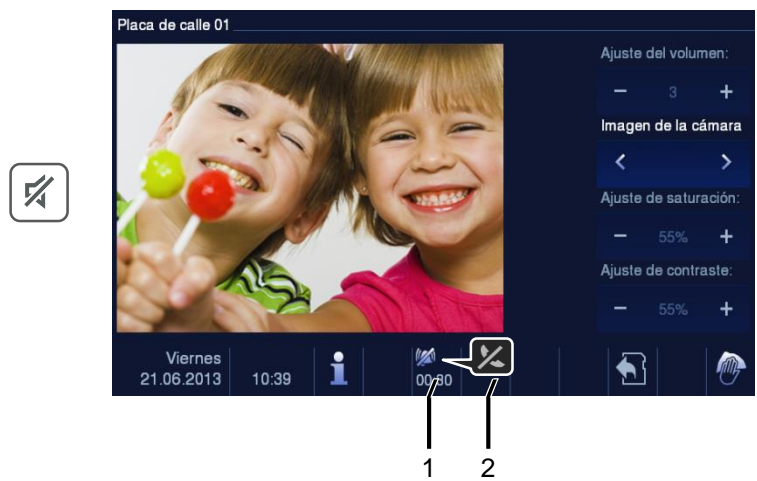 Placa de calle 01
Ajuste del volumen:
− 3 +
Imagen de la cámara
< >
Ajuste de saturación:
− 55% +
Ajuste de contraste:
− 55% +
Viernes
21.06.2013
10:39
00:30
1
2